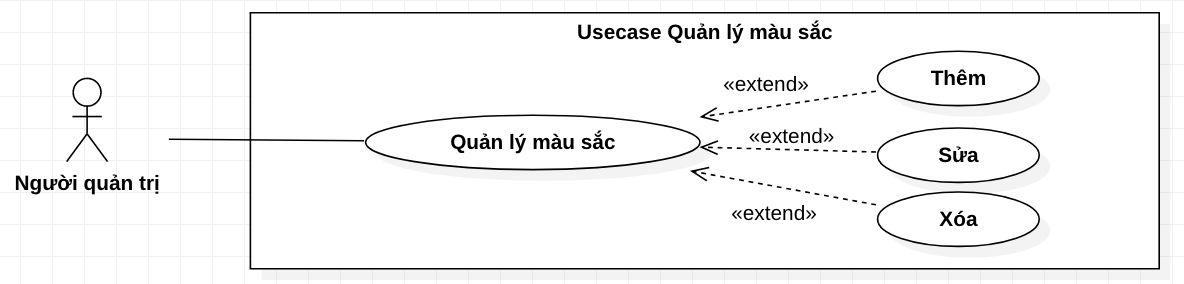 Usecase Quản lý màu sắc
«extend»
Thêm
Quản lý màu sắc
«extend»
Sửa
Người quản trị
«extend»
Xóa